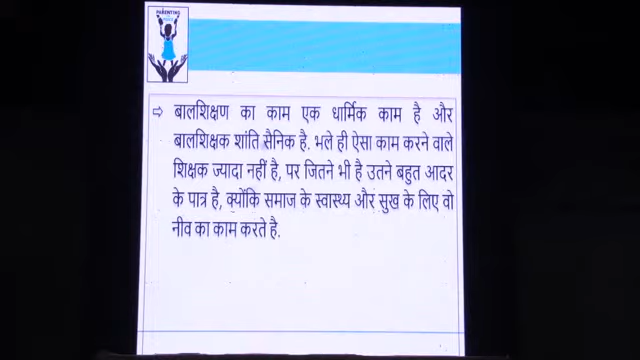 PARENTING
⇨ बालशिक्षण का काम एक धार्मिक काम है और
बालशिक्षक शांति सैनिक है. भले ही ऐसा काम करने वाले
शिक्षक ज्यादा नहीं है, पर जितने भी है उतने बहुत आदर
के पात्र है, क्योंकि समाज के स्वास्थ्य और सुख के लिए वो
नीव का काम करते है.